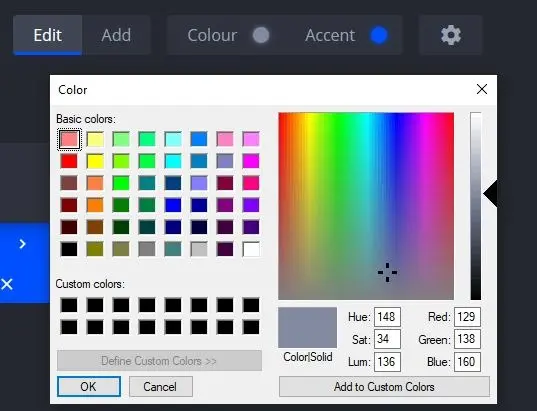 Edit Add Colour Accent
Color
Basic colors:
Custom colors:
Define Custom Colors >>
OK Cancel
Color|Solid
Hue: 148 Red: 129
Sat: 34 Green: 138
Lum: 136 Blue: 160
Add to Custom Colors